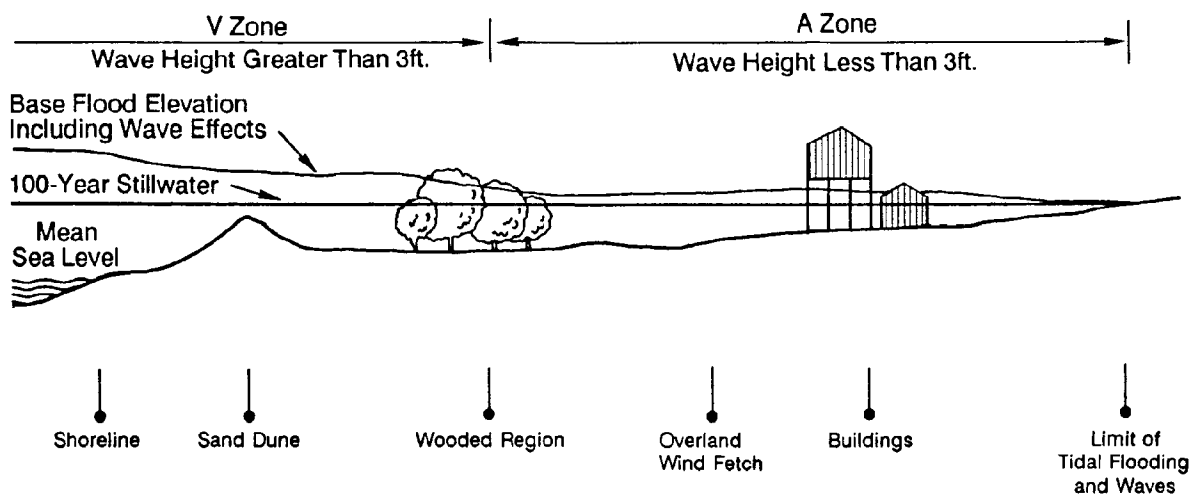 V Zone
A Zone
Wave Height Greater Than 3ft.
Wave Height Less Than 3ft.
Base Flood Elevation
Including Wave Effects
100-Year Stillwater
Mean
Sea Level
Shoreline
Sand Dune
Wooded Region
Overland
Wind Fetch
Buildings
Limit of
Tidal Flooding
and Waves